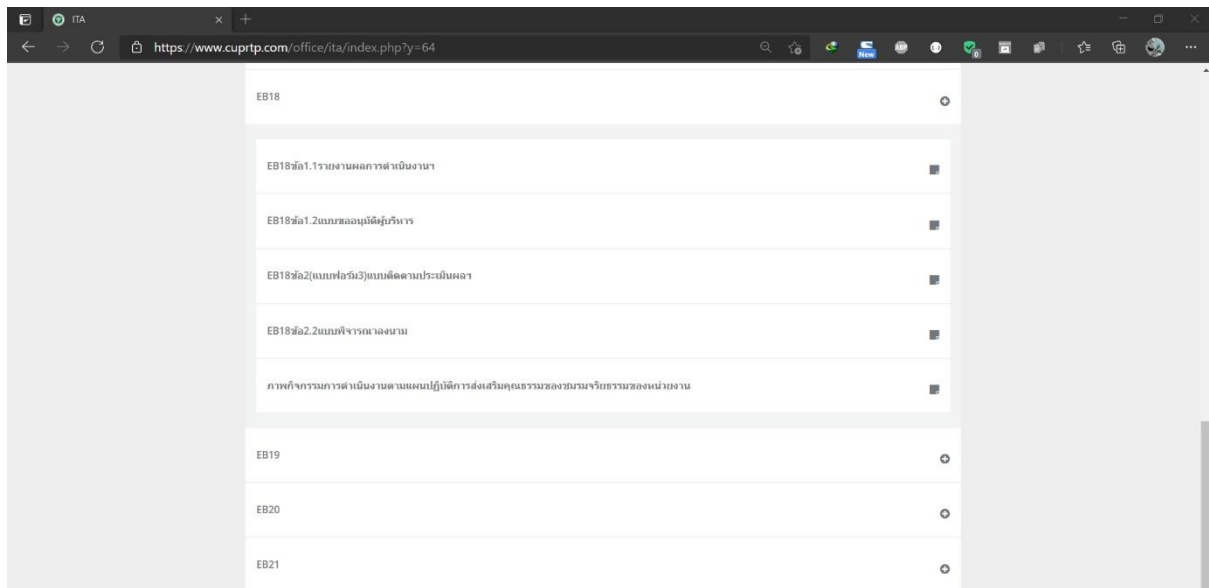 ITA
https://www.cuprtp.com/office/ita/index.php?y=64
New
ABP
0
EB18
EB18ข้อ1.1รายงานผลการดำเนินงานฯ
EB18ข้อ1.2แบบขออนุมัติผู้บริหาร
EB18ข้อ2(แบบฟอร์ม3)แบบติดตามประเมินผลฯ
EB18ข้อ2.2แบบพิจารณาลงนาม
ภาพกิจกรรมการดำเนินงานตามแผนปฏิบัติการส่งเสริมคุณธรรมของชมรมจริยธรรมของหน่วยงาน
EB19
EB20
EB21